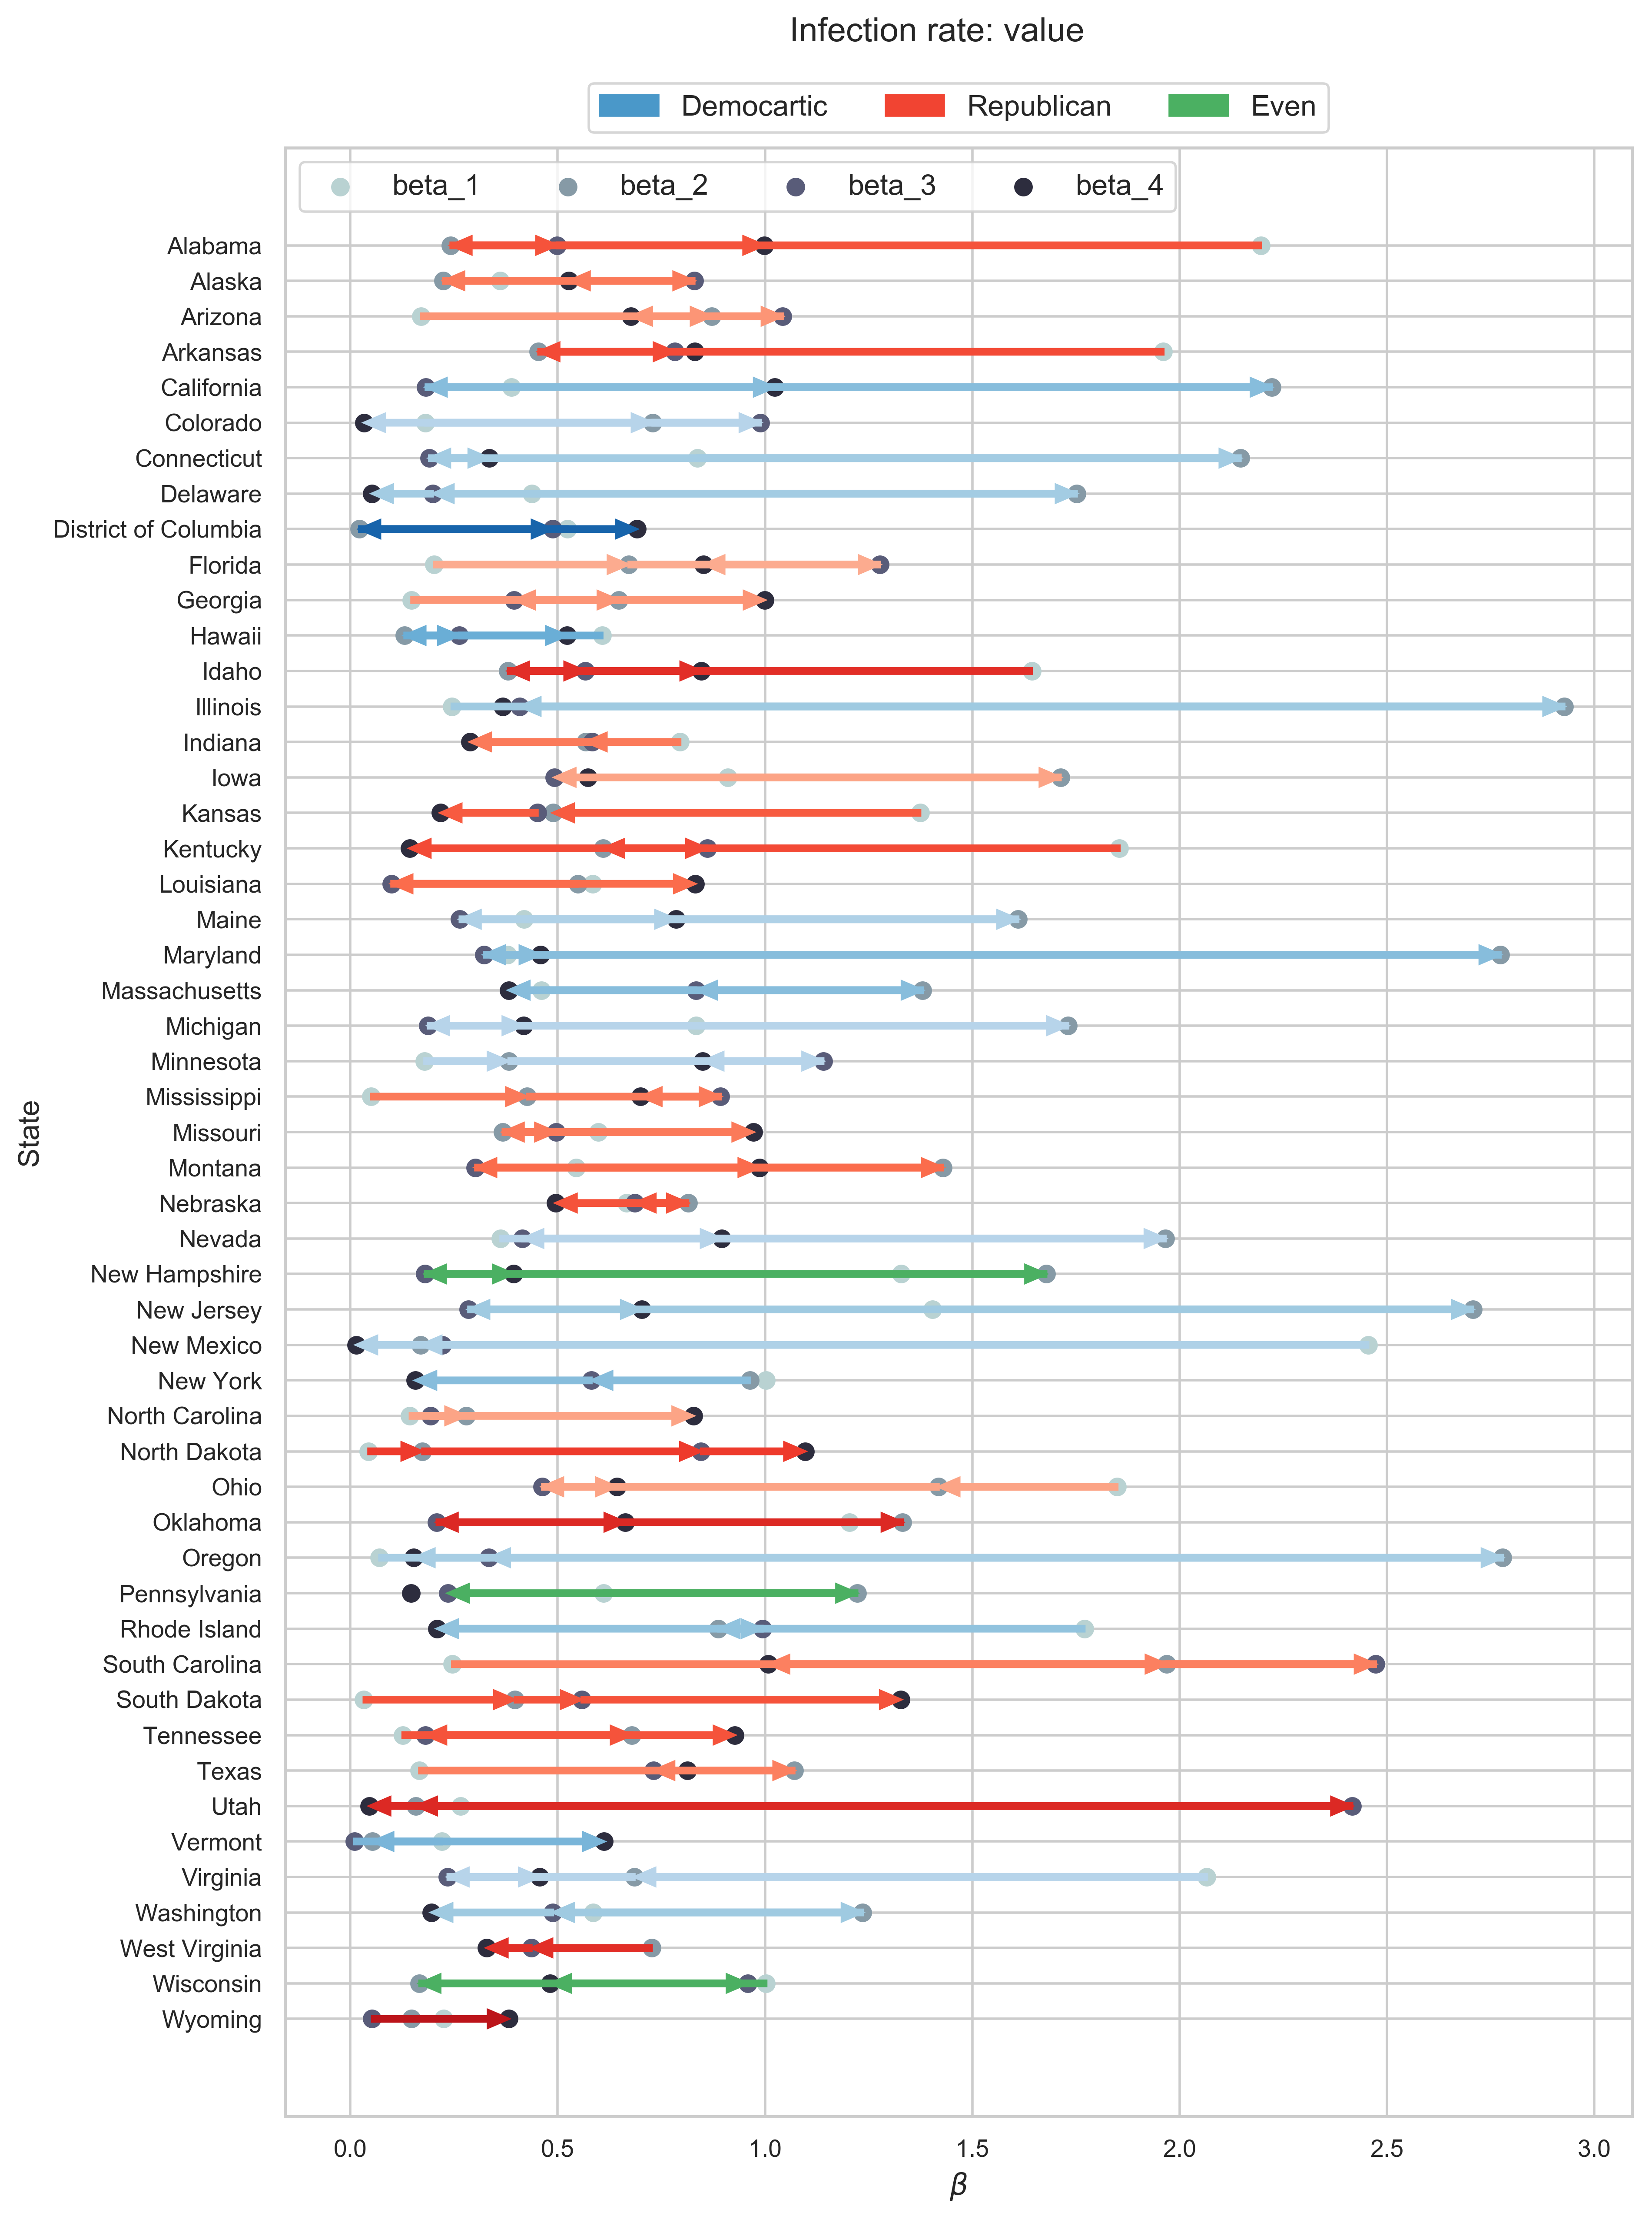 Infection rate: value
Democartic Republican Even
beta_1 beta_2 beta_3 beta_4
Alabama
Alaska
Arizona
Arkansas
California
Colorado
Connecticut
Delaware
District of Columbia
Florida
Georgia
Hawaii
Idaho
Illinois
Indiana
Iowa
Kansas
Kentucky
Louisiana
Maine
Maryland
Massachusetts
Michigan
Minnesota
Mississippi
Missouri
Montana
Nebraska
Nevada
New Hampshire
New Jersey
New Mexico
New York
North Carolina
North Dakota
Ohio
Oklahoma
Oregon
Pennsylvania
Rhode Island
South Carolina
South Dakota
Tennessee
Texas
Utah
Vermont
Virginia
Washington
West Virginia
Wisconsin
Wyoming
State
0.0 0.5 1.0 1.5 2.0 2.5 3.0
β